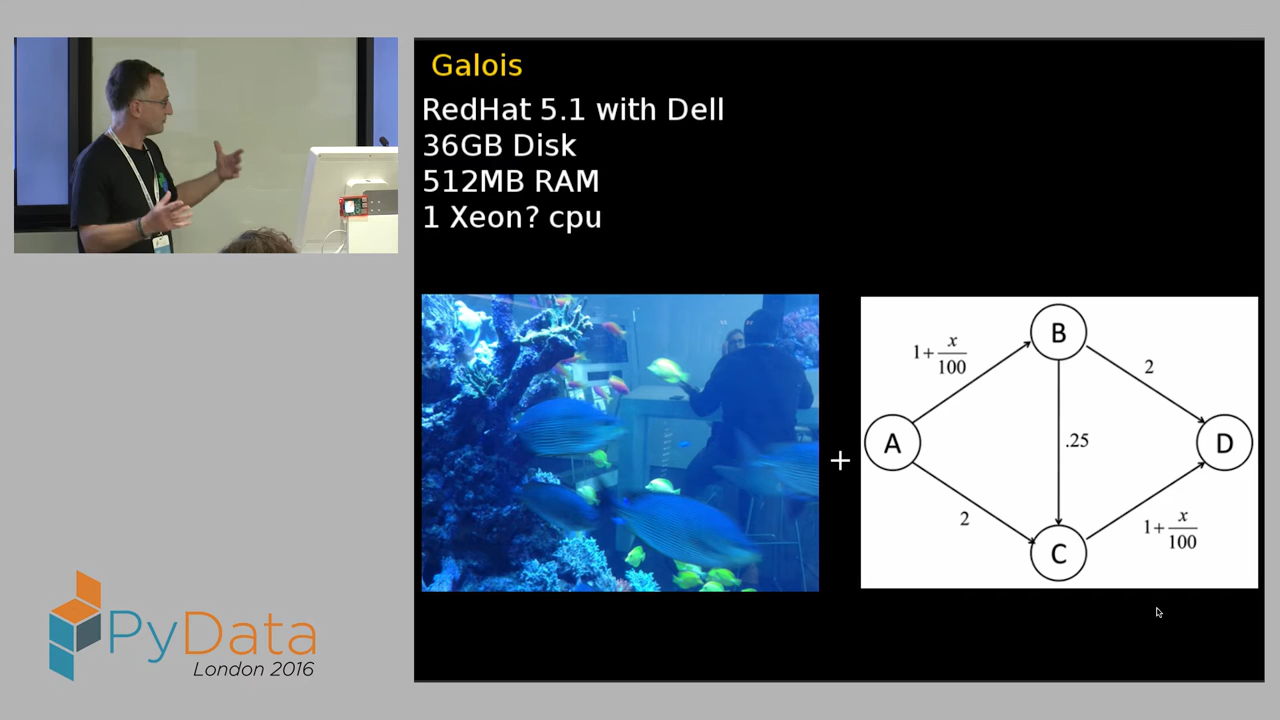 Galois
RedHat 5.1 with Dell
36GB Disk
512MB RAM
1 Xeon? cpu
+
B
1+ x/100
2
A
.25
D
2
1+ x/100
C
PyData
London 2016